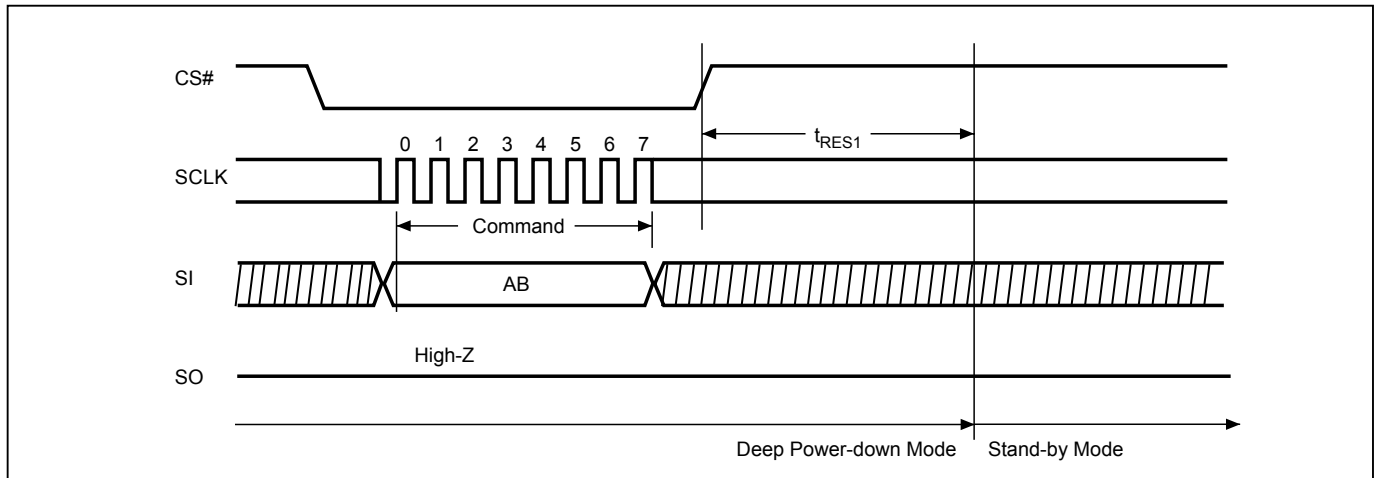 CS#
tRES1
0 1 2 3 4 5 6 7
SCLK
Command
SI
AB
High-Z
SO
Deep Power-down Mode Stand-by Mode